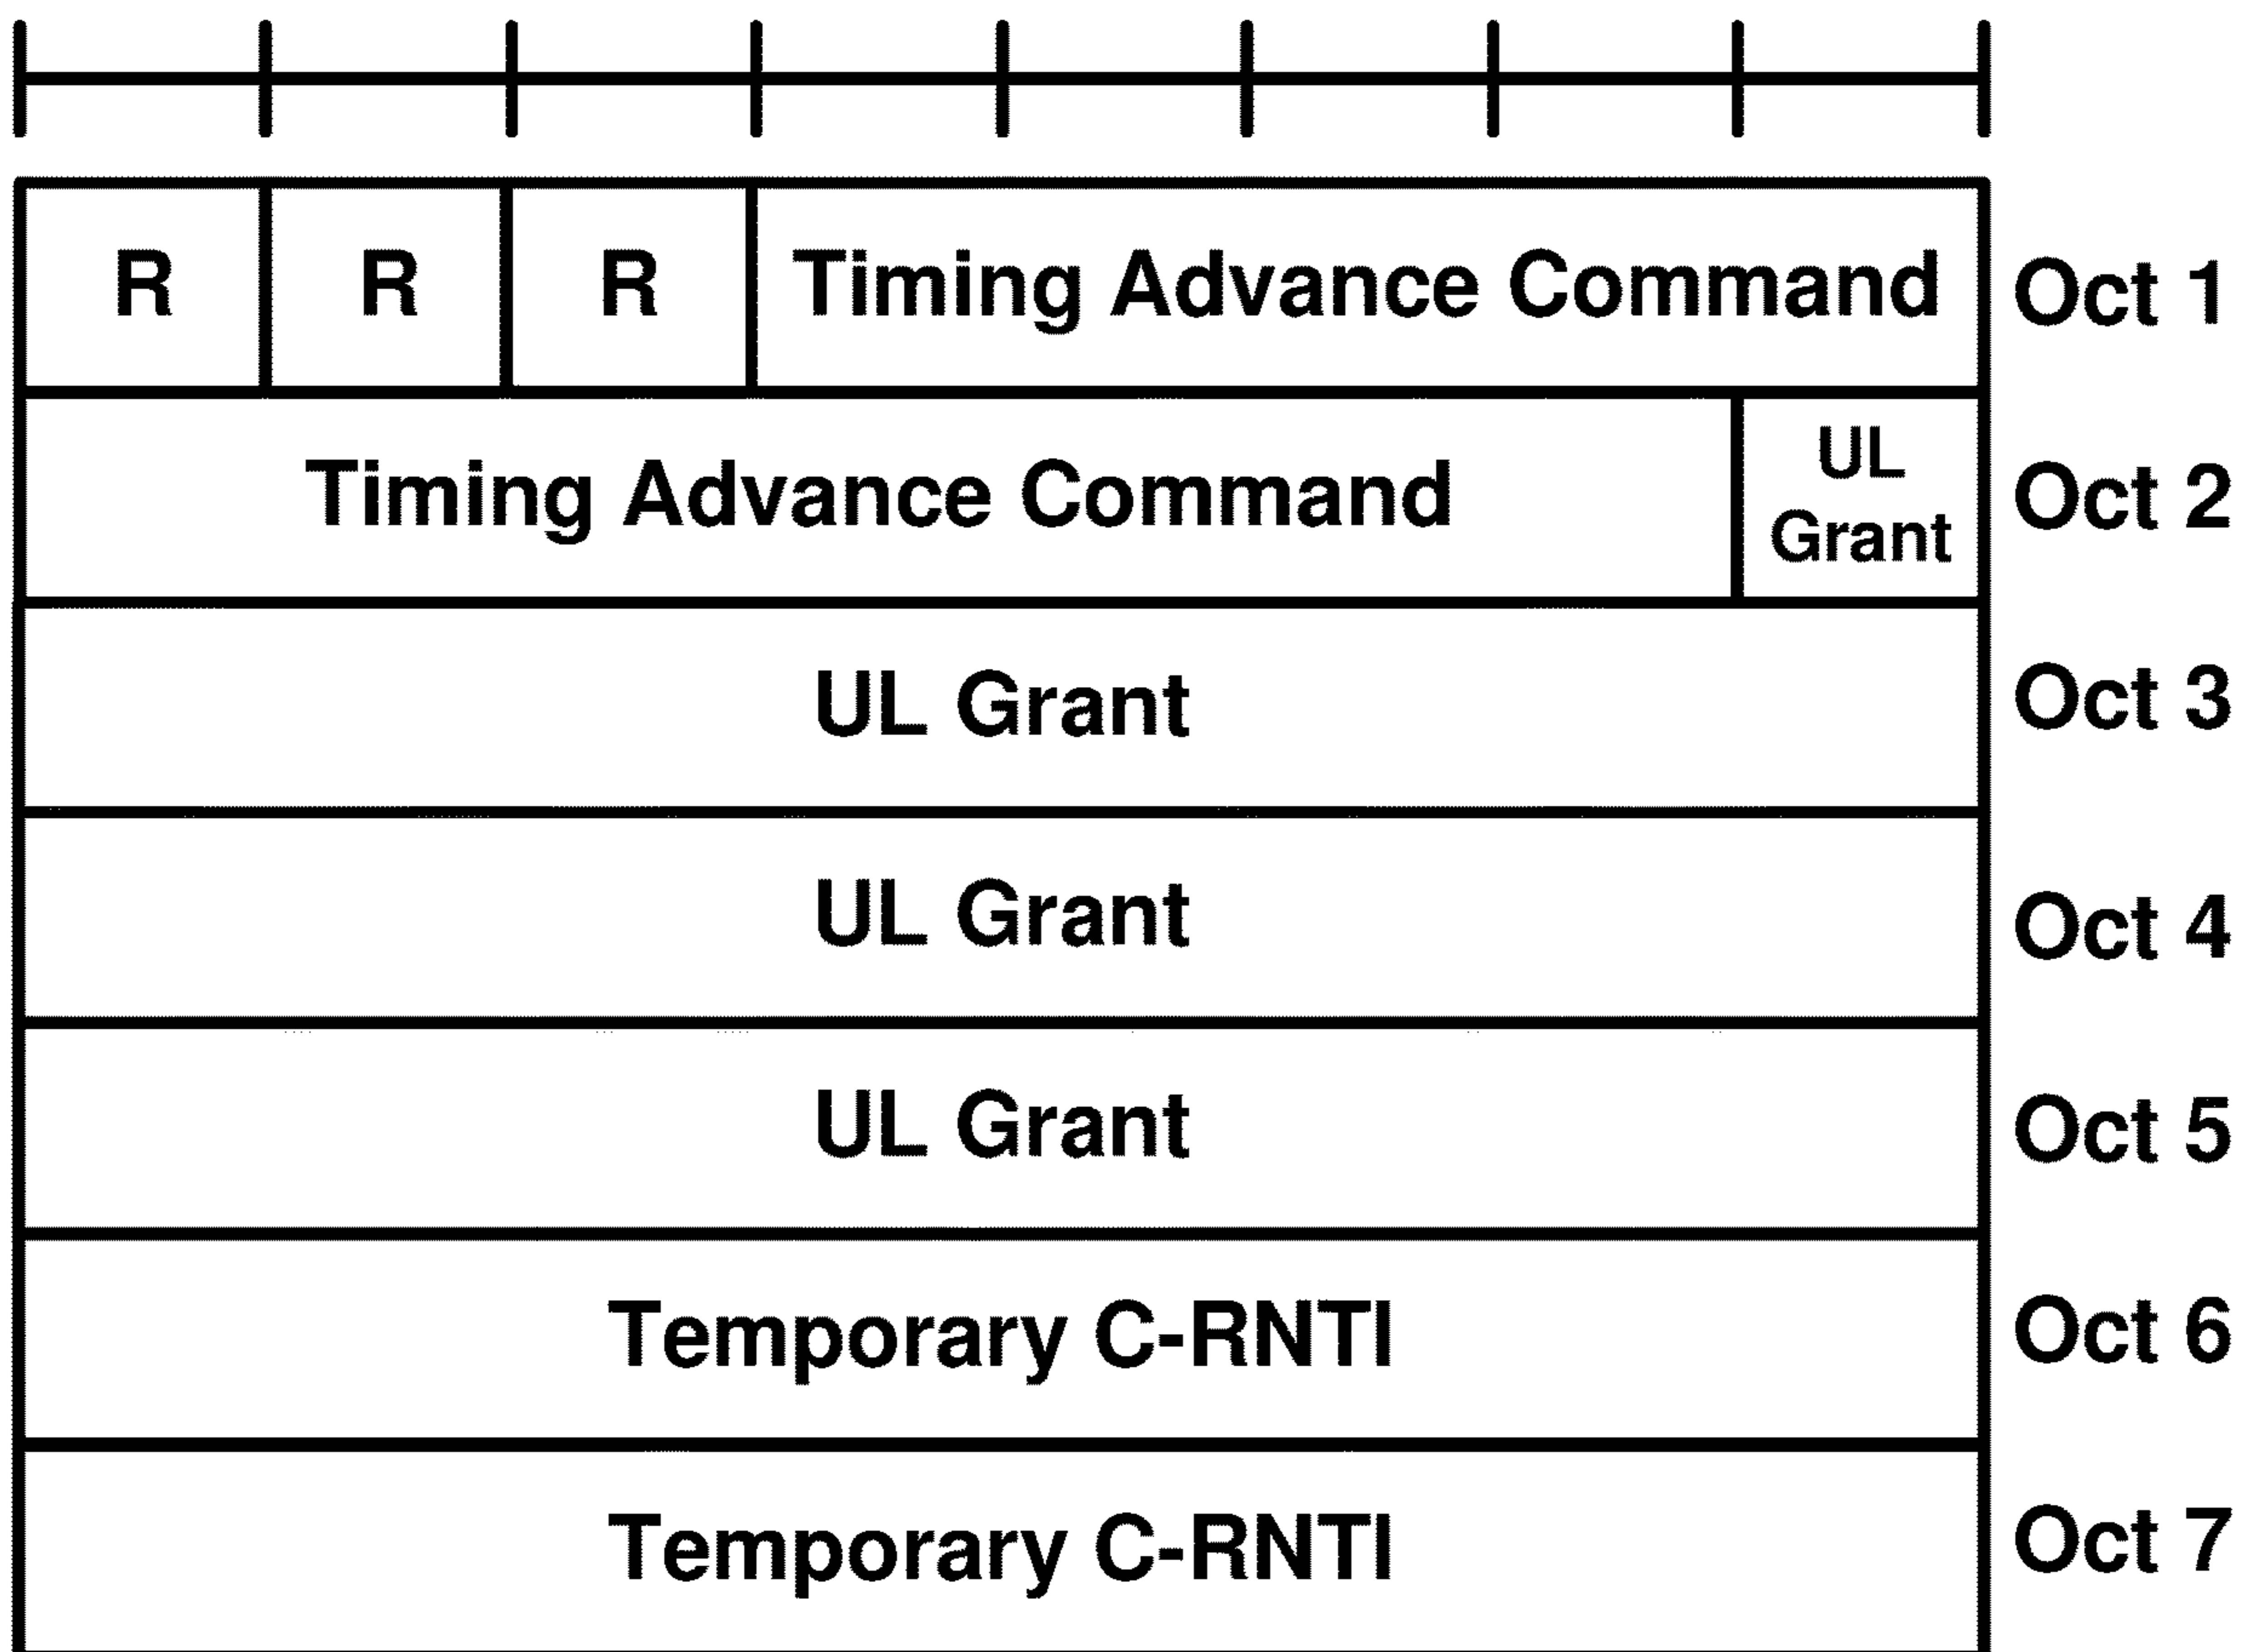 R R R Timing Advance Command Oct 1
Timing Advance Command UL Grant Oct 2
UL Grant Oct 3
UL Grant Oct 4
UL Grant Oct 5
Temporary C-RNTI Oct 6
Temporary C-RNTI Oct 7